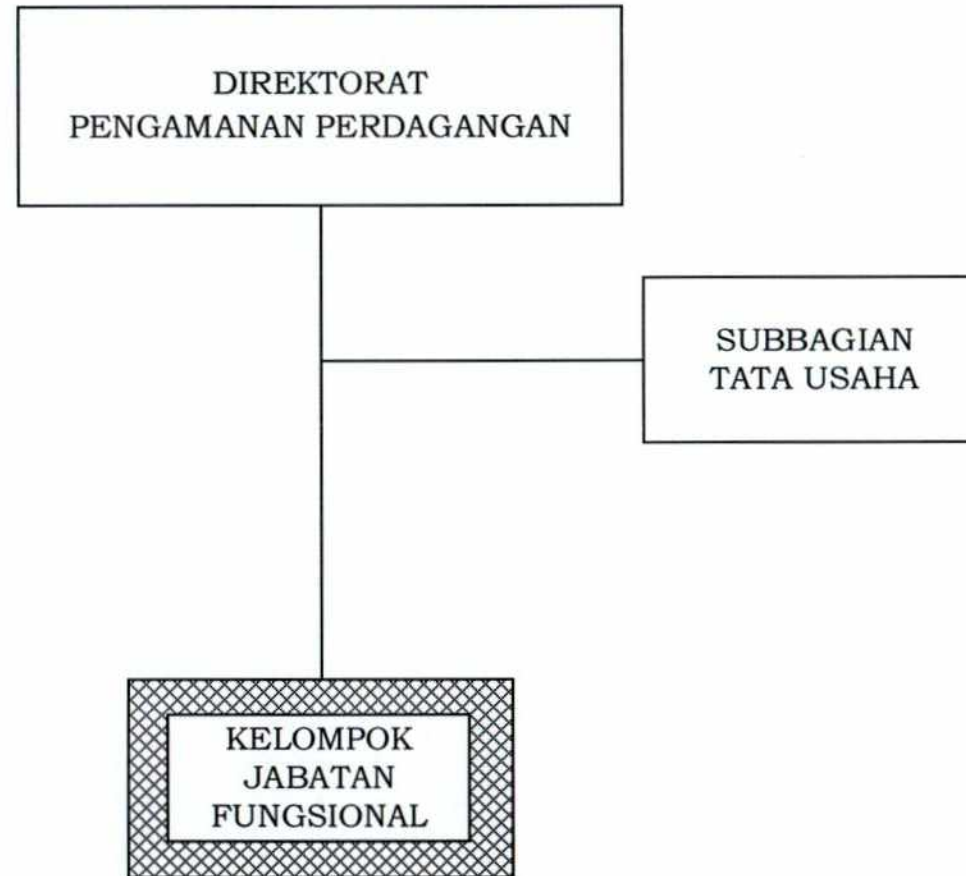 DIREKTORAT
PENGAMANAN PERDAGANGAN
SUBBAGIAN
TATA USAHA
KELOMPOK
JABATAN
FUNGSIONAL